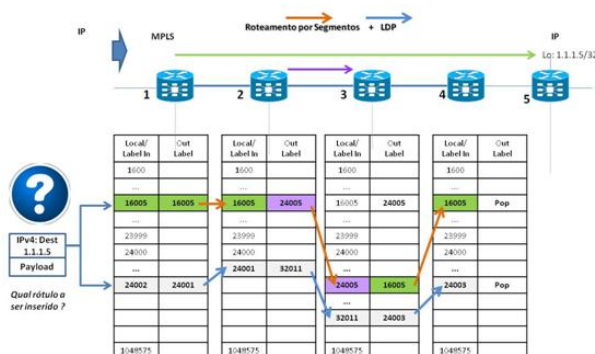 IP
MPLS
Roteamento por Segmentos + LDP
IP
Lo: 1.1.1.5/32
1
2
3
4
5
Local/ Label In Out Label
1600
...
16005 16005
...
23999
24000
...
24002 24001
1048575
Local/ Label In Out Label
1600
...
16005 24005
...
23999
24000
24001 32011
1048575
Local/ Label In Out Label
1600
...
16005 24005
...
23999
24000
...
24005 16005
...
32011 24003
1048575
Local/ Label In Out Label
1600
...
16005 Pop
...
23999
24000
...
24003 Pop
1048575
?
IPv4: Dest
1.1.1.5
Payload
Qual rótulo a
ser inserido ?